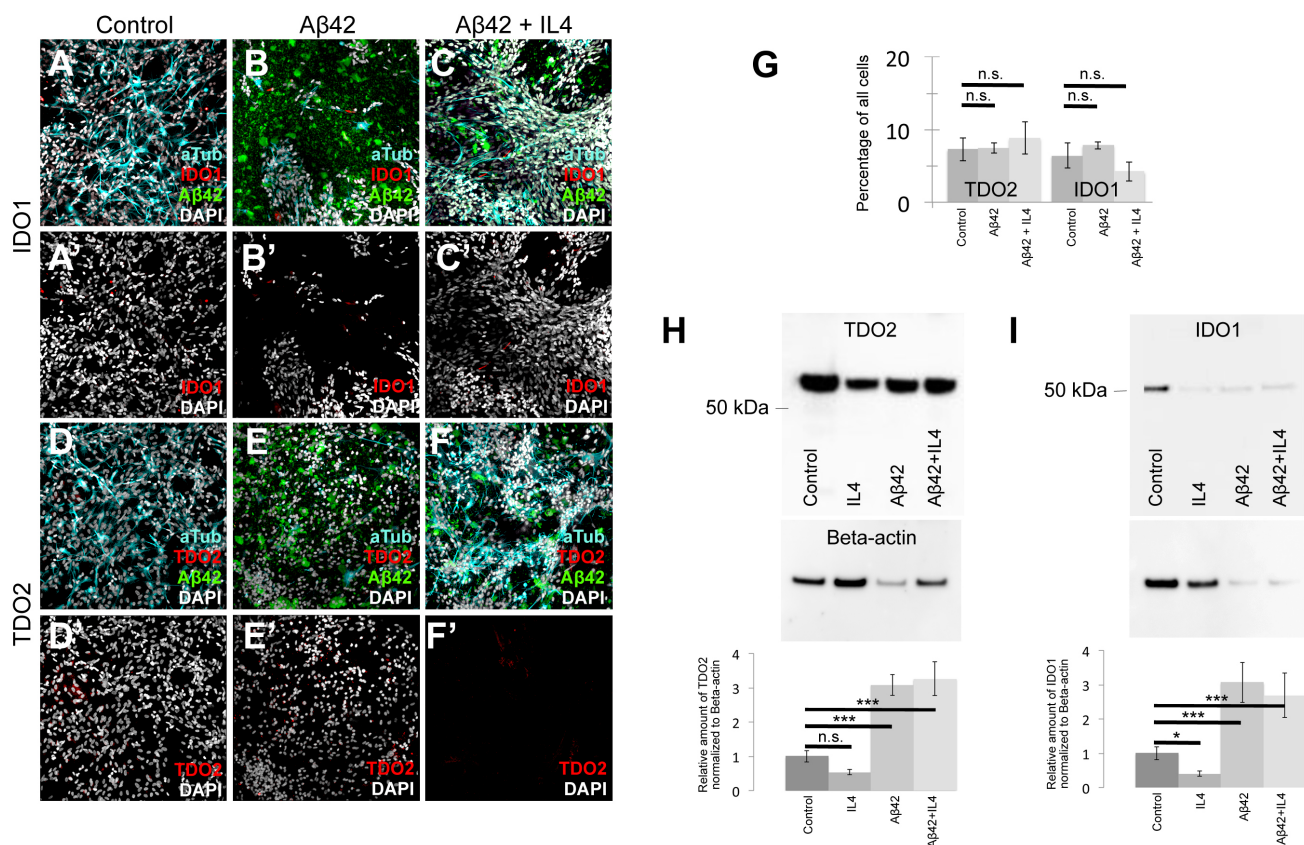 Control
Aβ42
Aβ42 + IL4
IDO1
TDO2
A
aTub
IDO1
Aβ42
DAPI
B
aTub
IDO1
Aβ42
DAPI
C
aTub
IDO1
Aβ42
DAPI
A'
IDO1
DAPI
B'
IDO1
DAPI
C'
IDO1
DAPI
D
aTub
TDO2
Aβ42
DAPI
E
aTub
TDO2
Aβ42
DAPI
F
aTub
TDO2
Aβ42
DAPI
D'
TDO2
DAPI
E'
TDO2
DAPI
F'
TDO2
DAPI
G
Percentage of all cells
20
10
0
n.s.
n.s.
n.s.
n.s.
TDO2
IDO1
Control
Aβ42
Aβ42 + IL4
Control
Aβ42
Aβ42 + IL4
H
TDO2
50 kDa
Control
IL4
Aβ42
Aβ42+IL4
Beta-actin
Relative amount of TDO2
normalized to Beta-actin
4
3
2
1
0
***
***
n.s.
Control
IL4
Aβ42
Aβ42+IL4
I
IDO1
50 kDa
Control
IL4
Aβ42
Aβ42+IL4
Relative amount of IDO1
normalized to Beta-actin
4
3
2
1
0
***
***
*
Control
IL4
Aβ42
Aβ42+IL4